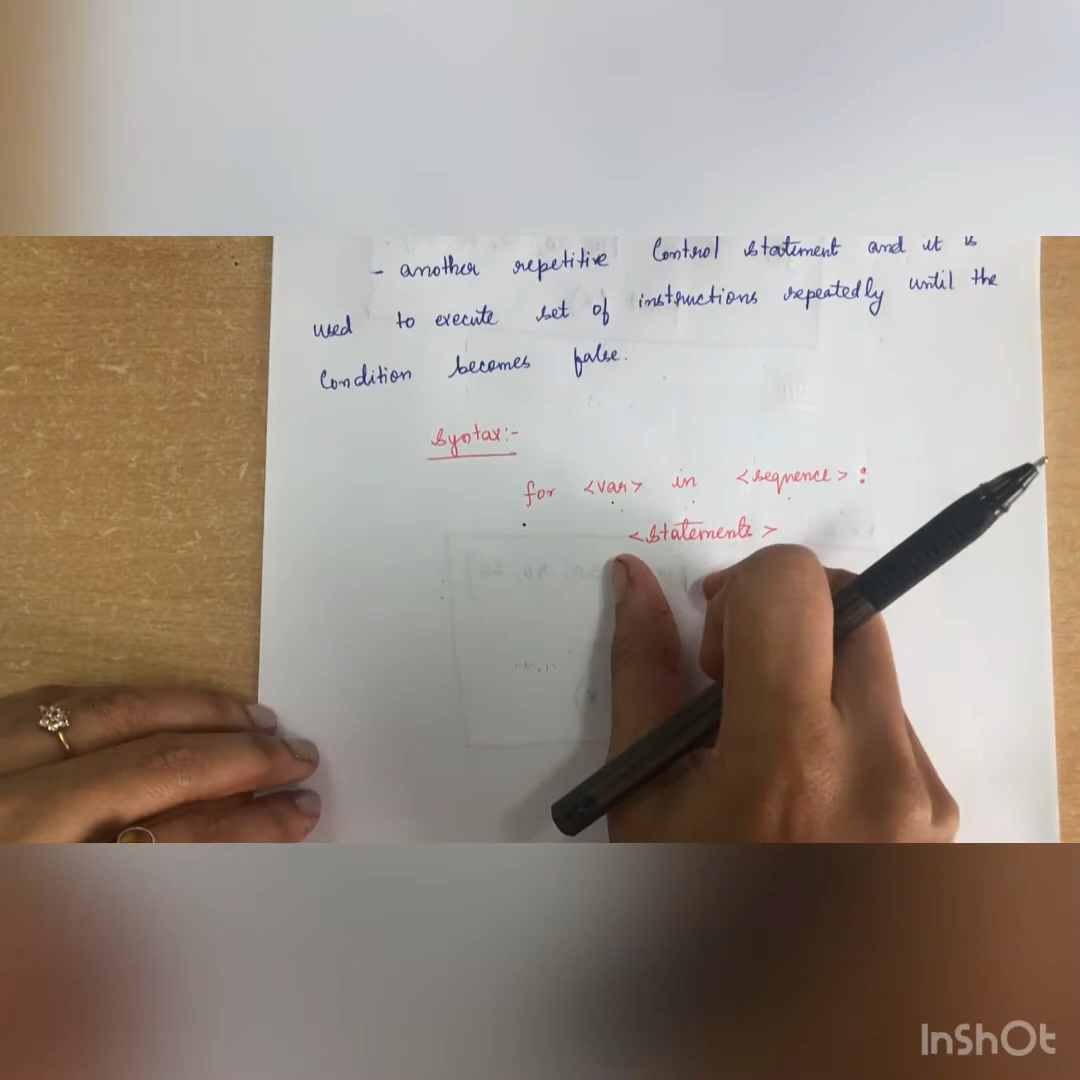 - another repetitive Control statement and it is
used to execute set of instructions repeatedly until the
Condition becomes false.
Syntax:-
for <var> in <sequence> :
<statements>
InShOt